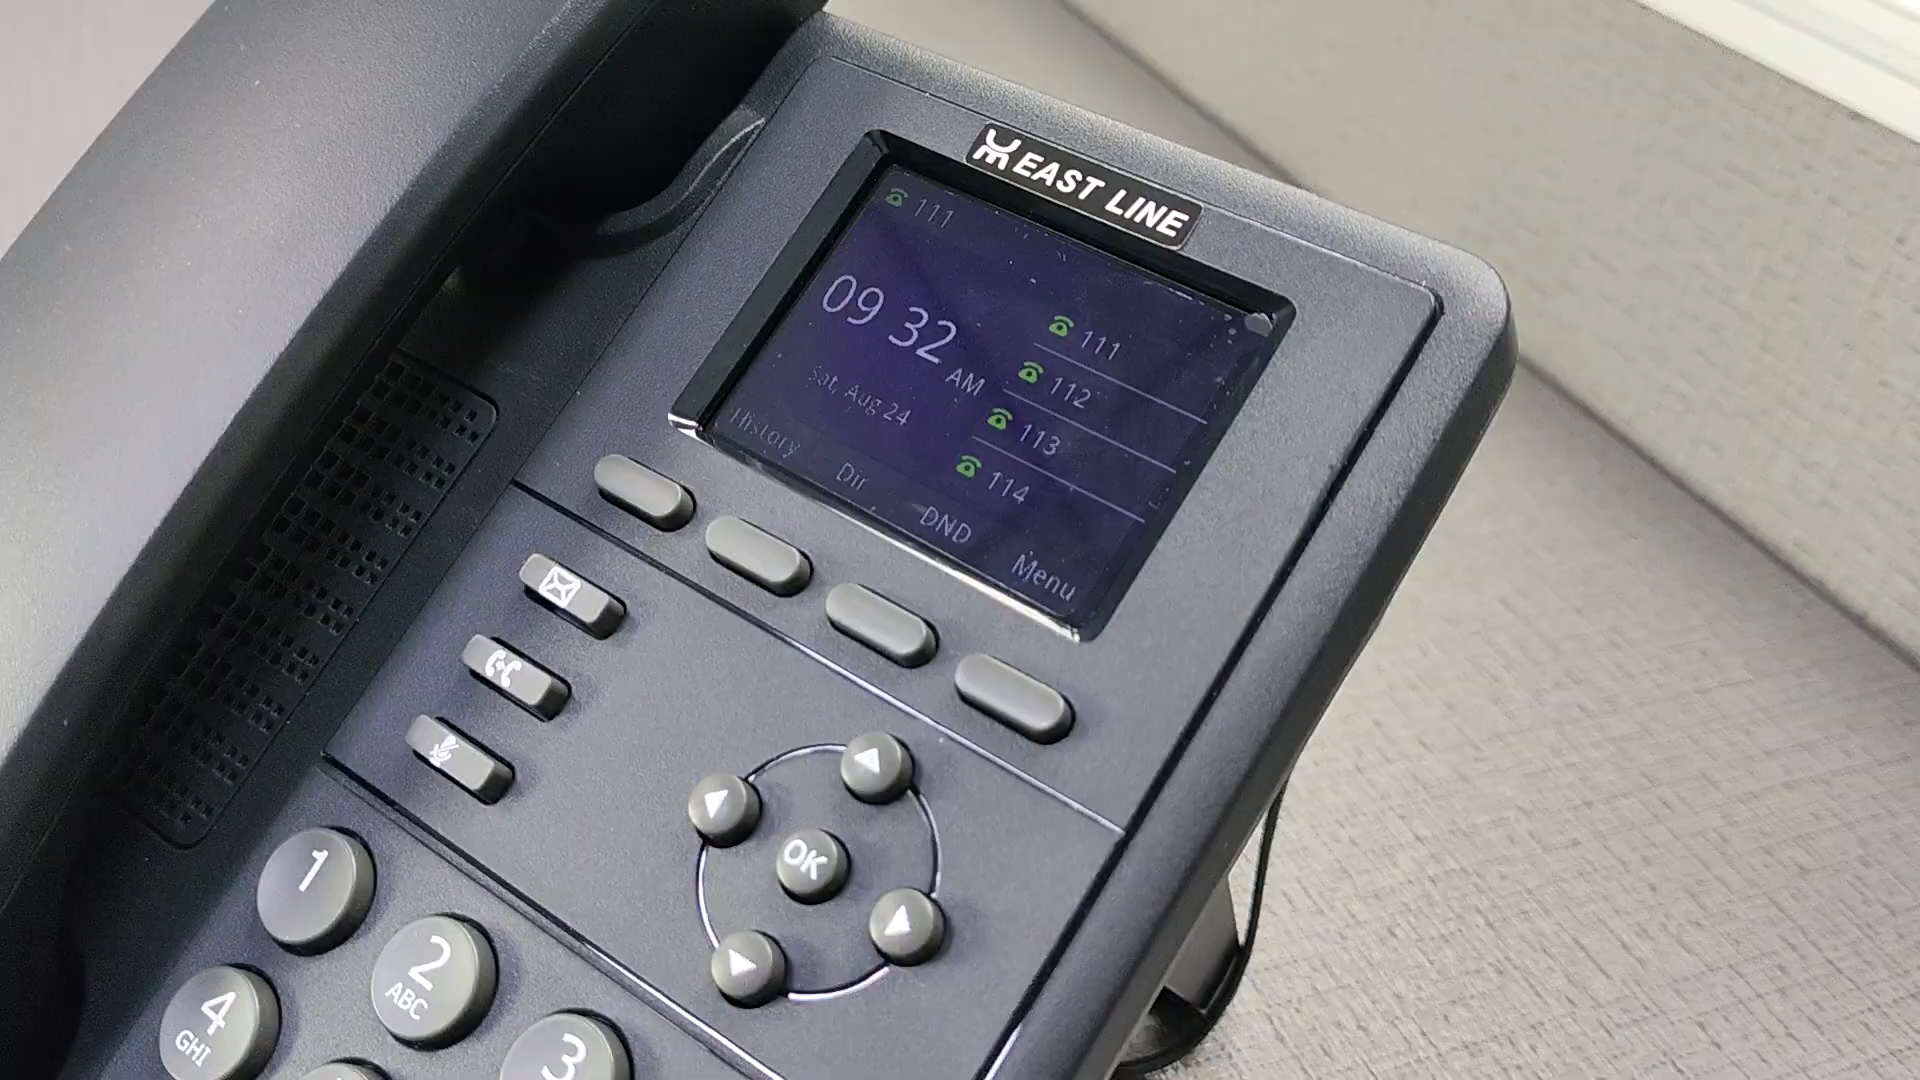 EAST LINE
111
09 32 AM
Sat, Aug 24
111
112
113
114
History
Dir
DND
Menu
OK
1
2
ABC
3
4
GHI